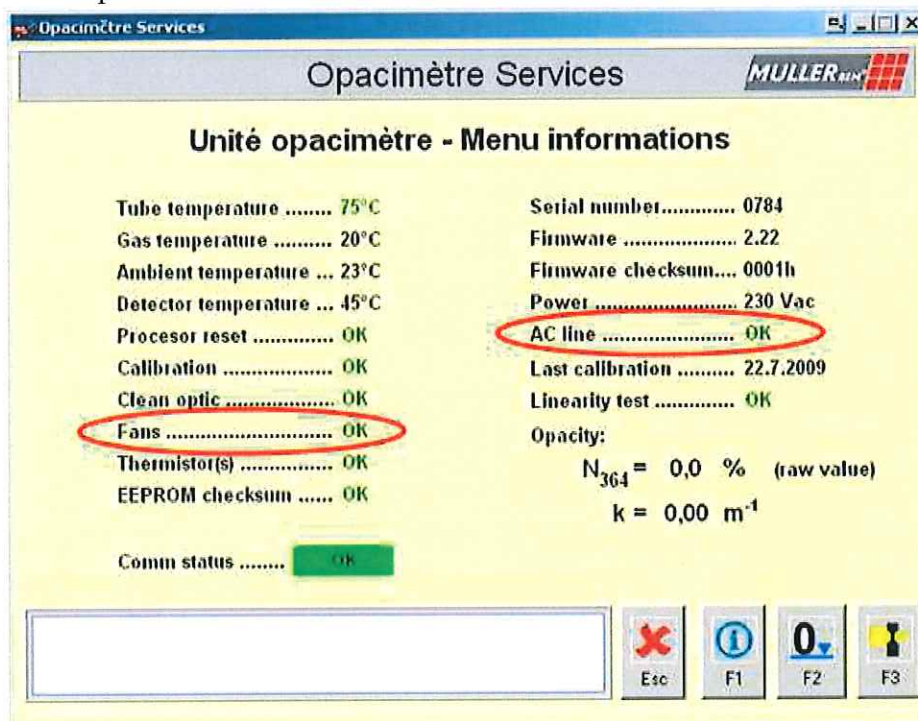 Opacimčtre Services
Opacimètre Services
MULLER BEM
Unité opacimètre - Menu informations
Tube temperature ........ 75°C
Gas temperature .......... 20°C
Ambient temperature ... 23°C
Detector temperature .. 45°C
Procesor reset .............. OK
Calibration ................... OK
Clean optic ................... OK
Fans ............................ OK
Thermistor(s) ................ OK
EEPROM checksum ...... OK
Comm status ........ OK
Serial number............. 0784
Firmware .................... 2.22
Firmware checksum.... 0001h
Power ......................... 230 Vac
AC line ....................... OK
Last calibration .......... 22.7.2009
Linearity test .............. OK
Opacity:
N364 = 0,0 % (raw value)
k = 0,00 m-1
Esc
F1
0
F2
F3